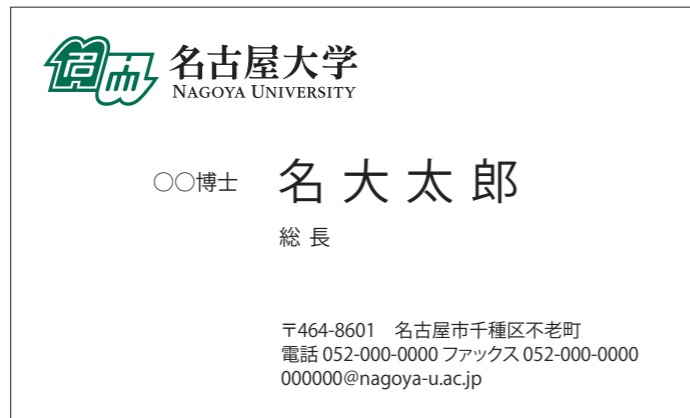 名古屋大学
NAGOYA UNIVERSITY
○○博士 名大太郎
総長
〒464-8601 名古屋市千種区不老町
電話 052-000-0000 ファックス 052-000-0000
000000@nagoya-u.ac.jp